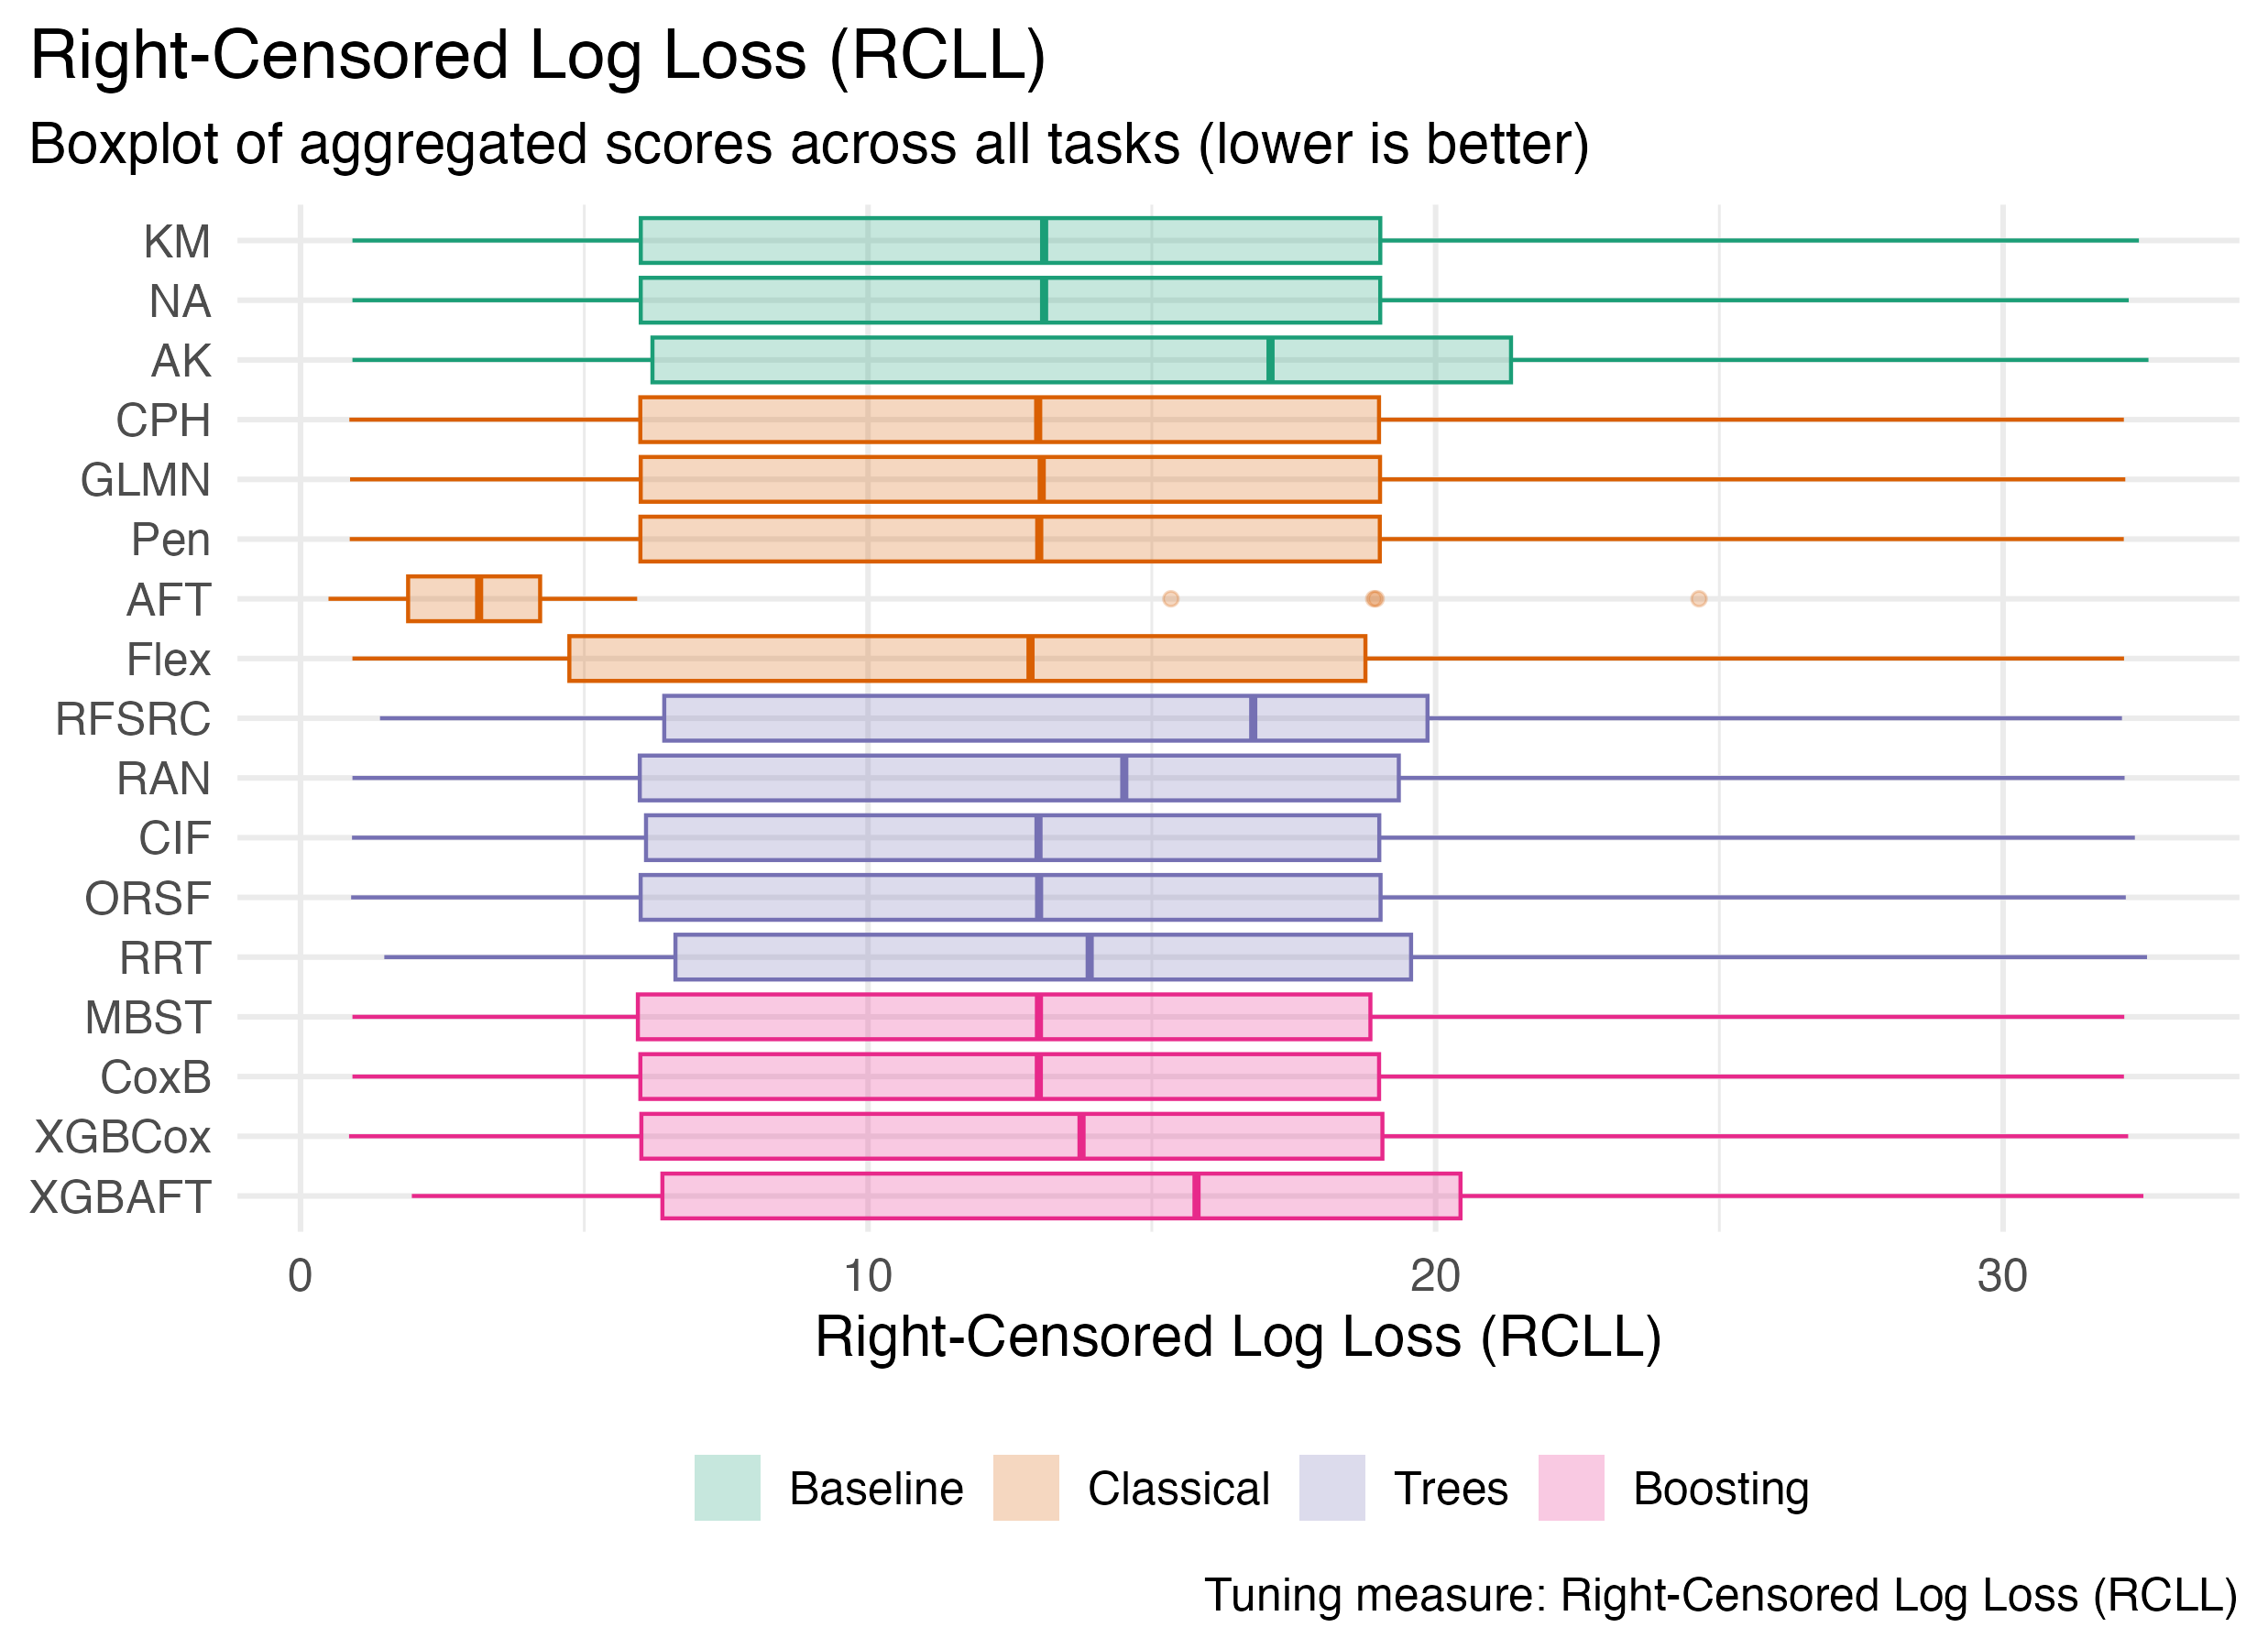 Right-Censored Log Loss (RCLL)
Boxplot of aggregated scores across all tasks (lower is better)
KM
NA
AK
CPH
GLMN
Pen
AFT
Flex
RFSRC
RAN
CIF
ORSF
RRT
MBST
CoxB
XGBCox
XGBAFT
0 10 20 30
Right-Censored Log Loss (RCLL)
Baseline Classical Trees Boosting
Tuning measure: Right-Censored Log Loss (RCLL)